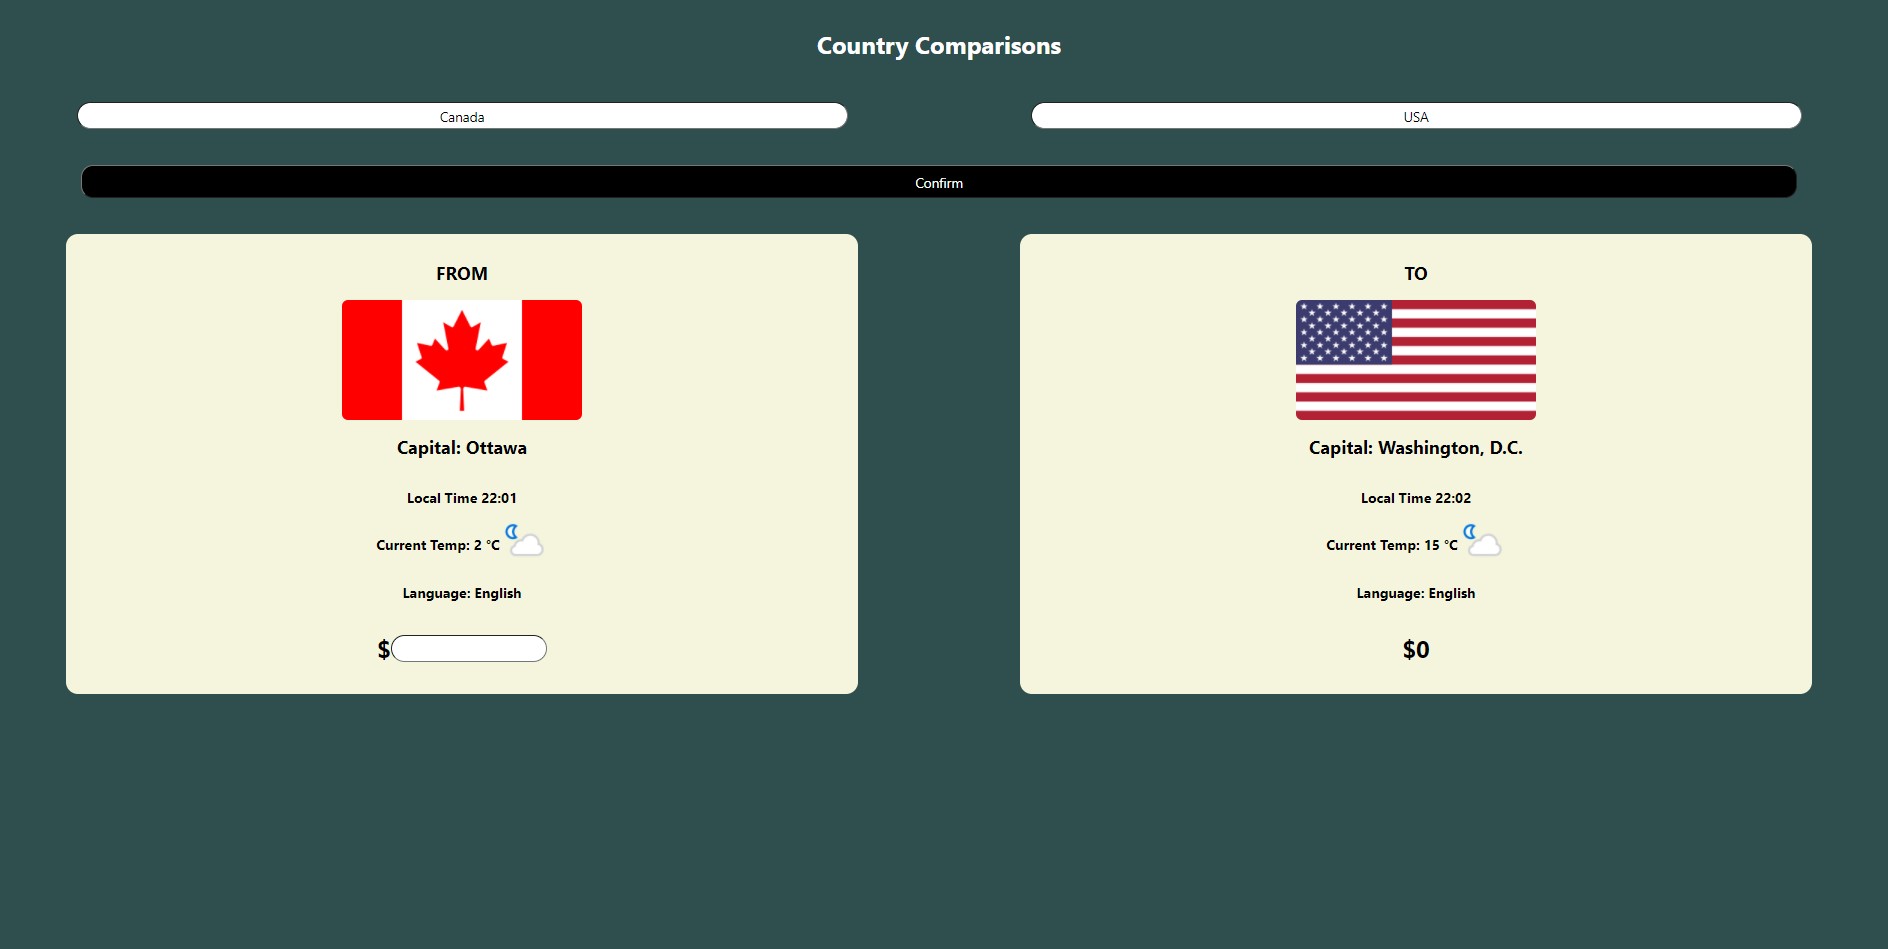 Country Comparisons
Canada
USA
Confirm
FROM
Capital: Ottawa
Local Time 22:01
Current Temp: 2 °C
Language: English
$
TO
Capital: Washington, D.C.
Local Time 22:02
Current Temp: 15 °C
Language: English
$0